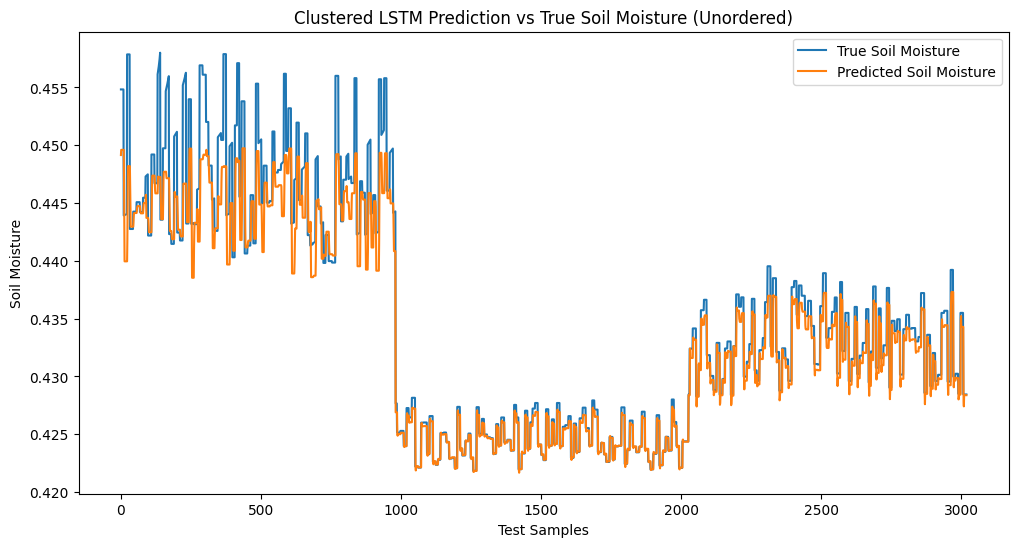 Clustered LSTM Prediction vs True Soil Moisture (Unordered)
True Soil Moisture
Predicted Soil Moisture
0.455
0.450
0.445
0.440
0.435
0.430
0.425
0.420
Soil Moisture
0 500 1000 1500 2000 2500 3000
Test Samples